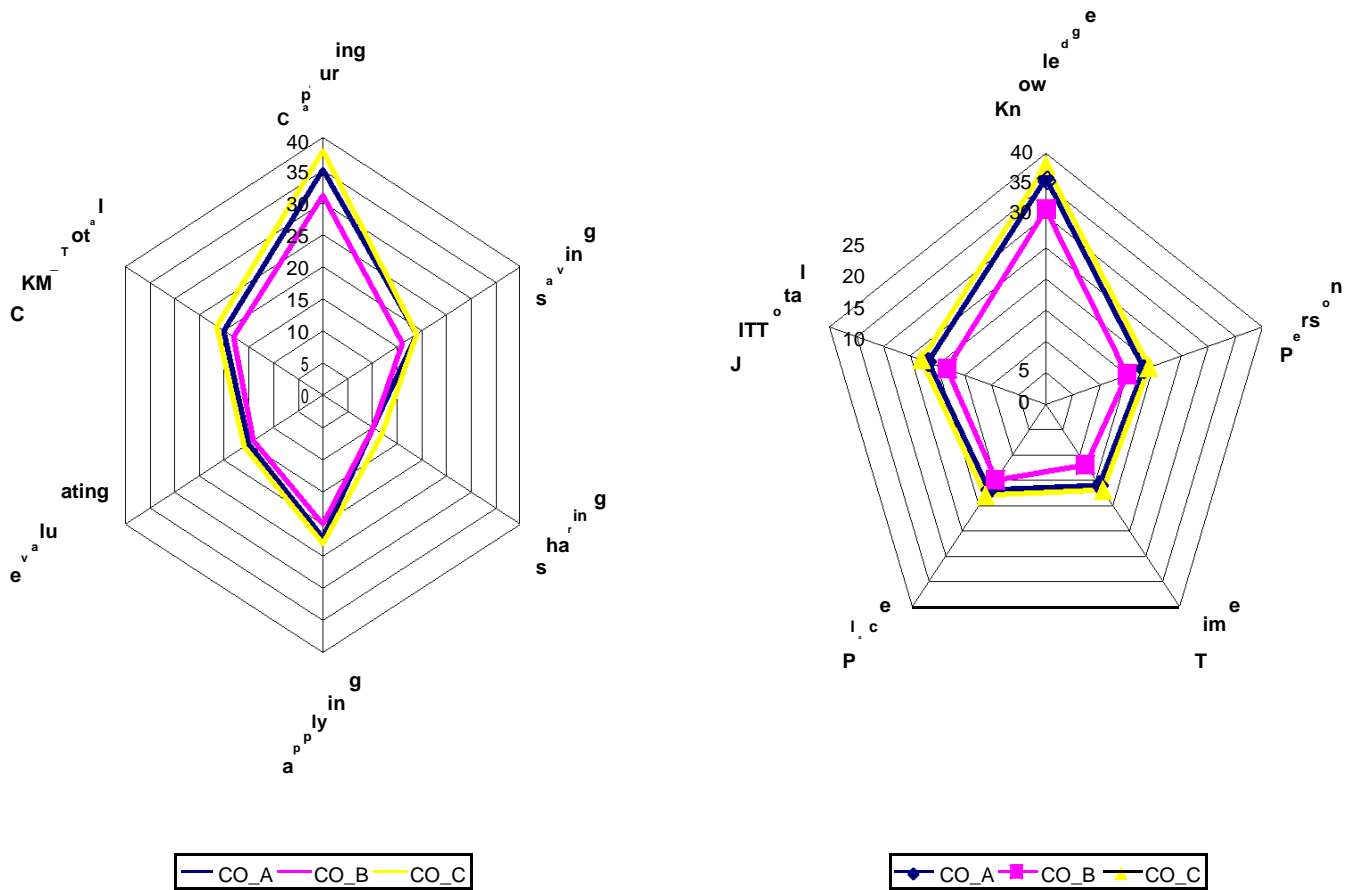 Capturing
saving
sharing
applying
evaluating
CKM_Total
40
35
30
25
20
15
10
5
0
CO_A CO_B CO_C
Knowledge
Person
Time
Place
JITTotal
40
35
30
25
20
15
10
5
0
CO_A CO_B CO_C